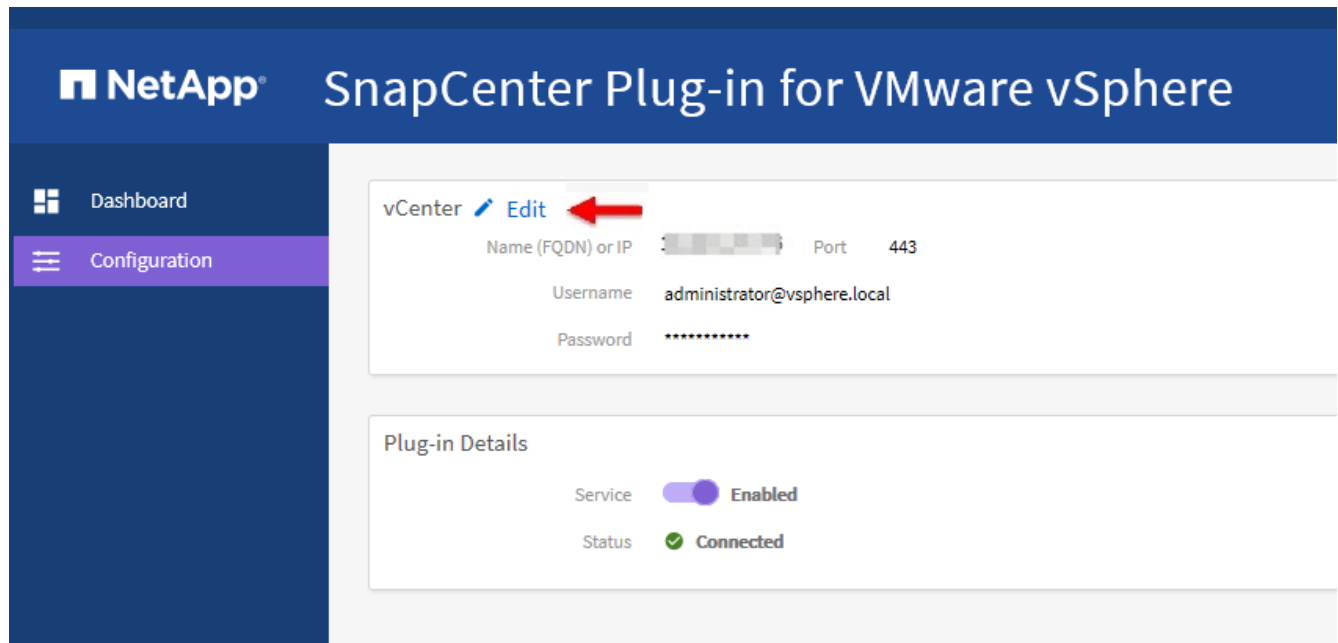 NetApp® SnapCenter Plug-in for VMware vSphere
Dashboard
Configuration
vCenter Edit
Name (FQDN) or IP Port 443
Username administrator@vsphere.local
Password ***********
Plug-in Details
Service Enabled
Status Connected